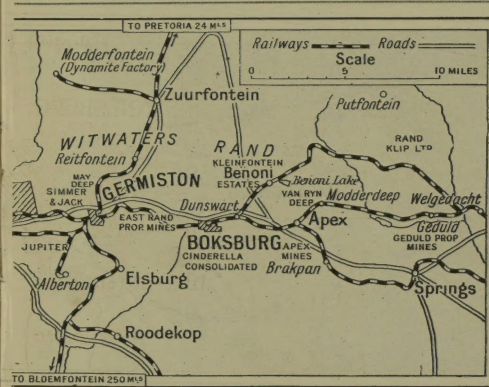 TO PRETORIA 24 MLS
Railways
Roads
Scale
0 5 10 MILES
Modderfontein
(Dynamite Factory)
Zuurfontein
Putfontein
WITWATERS
RAND
RAND
KLIP LTD
Reitfontein
KLEINFONTEIN
Benoni
ESTATES
Benoni Lake
MAY
DEEP
SIMMER
& JACK
GERMISTON
VAN RYN
DEEP
Modderdeep
Welgedacht
Dunswart
EAST RAND
PROP. MINES
Apex
Geduld
GEDULD PROP
MINES
JUPITER
BOKSBURG
CINDERELLA
CONSOLIDATED
APEX
MINES
Brakpan
Alberton
Elsburg
Springs
Roodekop
TO BLOEMFONTEIN 250 MLS